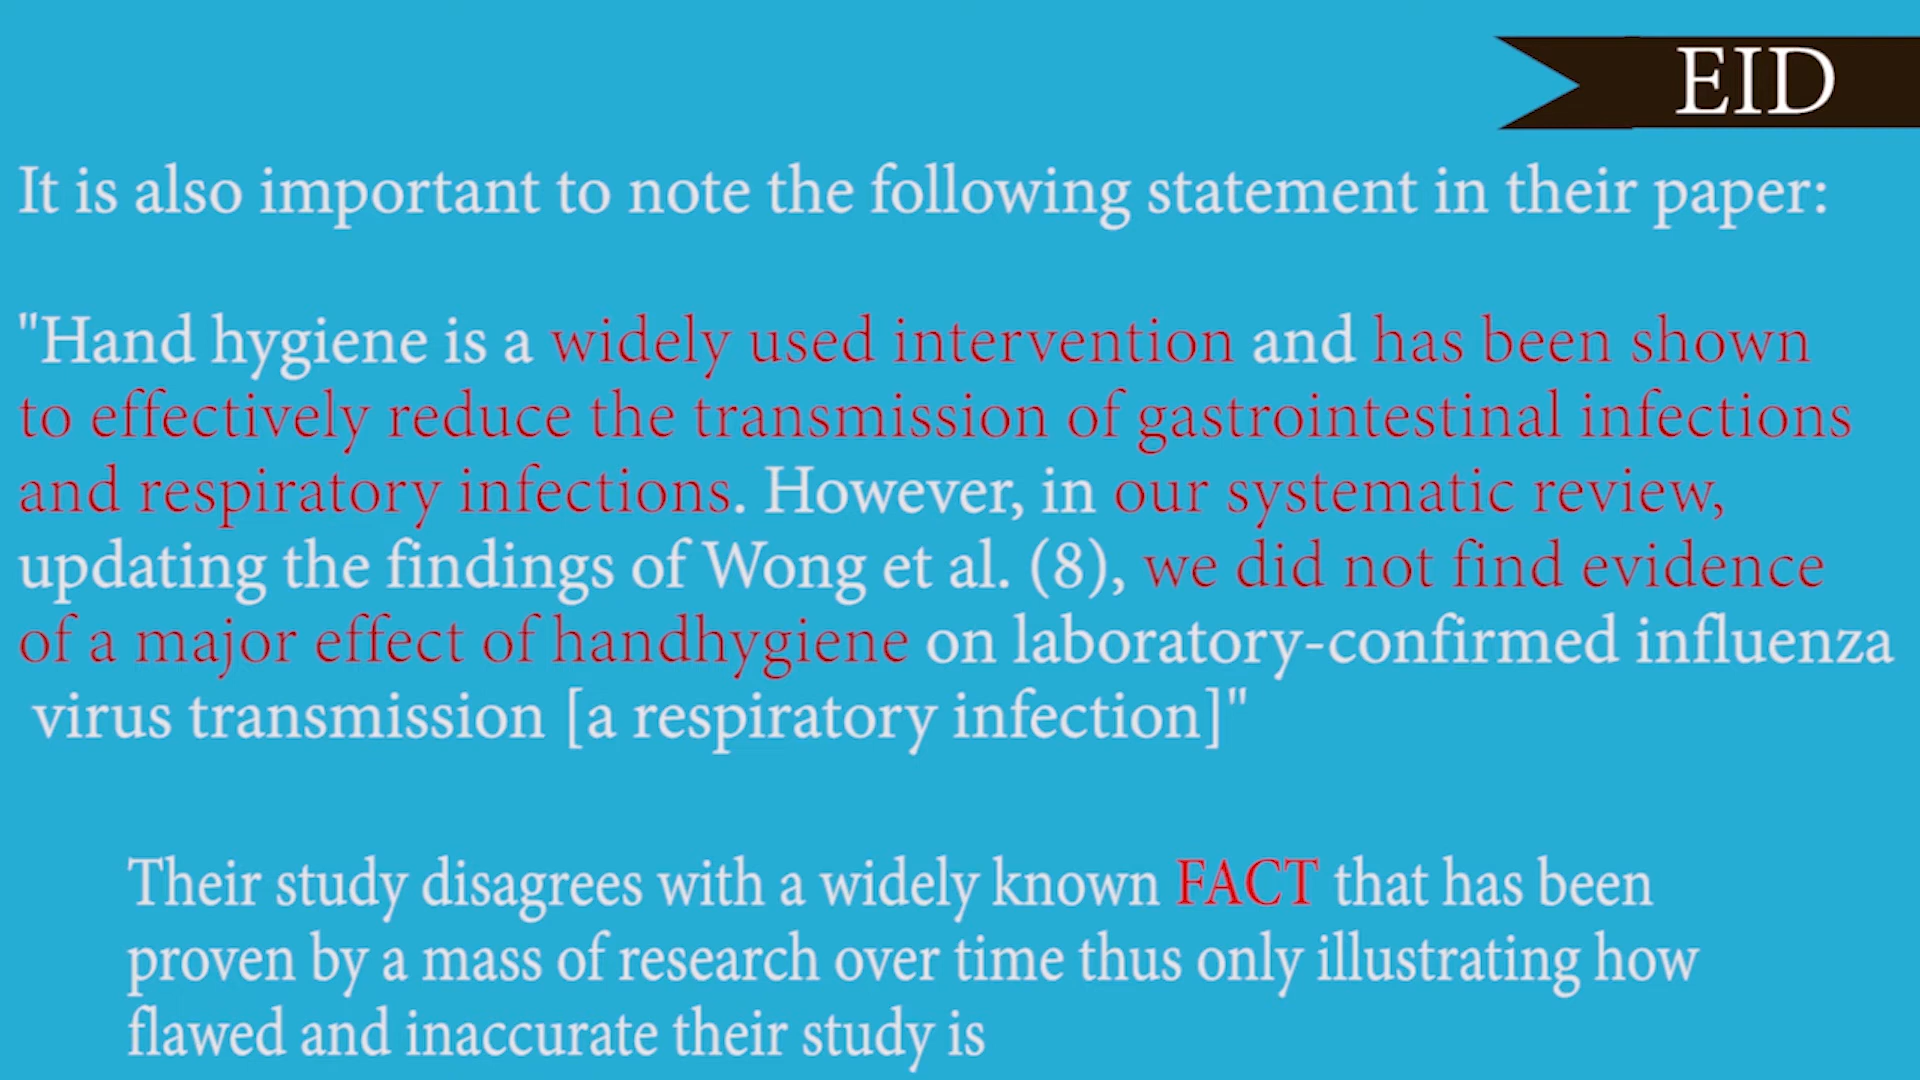 EID
It is also important to note the following statement in their paper:
"Hand hygiene is a widely used intervention and has been shown
to effectively reduce the transmission of gastrointestinal infections
and respiratory infections. However, in our systematic review,
updating the findings of Wong et al. (8), we did not find evidence
of a major effect of handhygiene on laboratory-confirmed influenza
virus transmission [a respiratory infection]"
Their study disagrees with a widely known FACT that has been
proven by a mass of research over time thus only illustrating how
flawed and inaccurate their study is